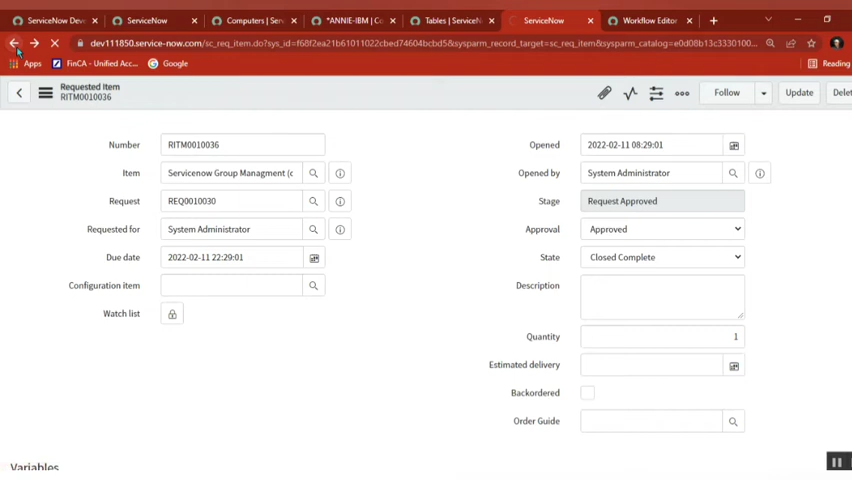 ServiceNow Deve
ServiceNow
Computers | Serv
*ANNIE-IBM | Co
Tables | ServiceN
ServiceNow
Workflow Editor
dev111850.service-now.com/sc_req_item.do?sys_id=f68f2ea21b61011022cbed74604bcbd5&sysparm_record_target=sc_req_item&sysparm_catalog=e0d08b13c3330100...
Apps
FinCA - Unified Acc...
Google
Reading
Requested Item
RITM0010036
Follow
Update
Delet
Number
RITM0010036
Item
Servicenow Group Managment (c
Request
REQ0010030
Requested for
System Administrator
Due date
2022-02-11 22:29:01
Configuration item
Watch list
Opened
2022-02-11 08:29:01
Opened by
System Administrator
Stage
Request Approved
Approval
Approved
State
Closed Complete
Description
Quantity
1
Estimated delivery
Backordered
Order Guide
Variables